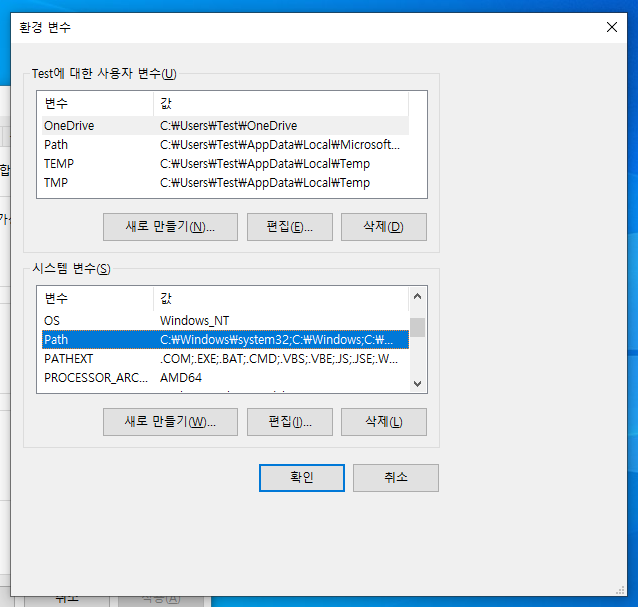 환경 변수
Test에 대한 사용자 변수(U)
변수 값
OneDrive C:₩Users₩Test₩OneDrive
Path C:₩Users₩Test₩AppData₩Local₩Microsoft...
TEMP C:₩Users₩Test₩AppData₩Local₩Temp
TMP C:₩Users₩Test₩AppData₩Local₩Temp
새로 만들기(N)... 편집(E)... 삭제(D)
시스템 변수(S)
변수 값
OS Windows_NT
Path C:₩Windows₩system32;C:₩Windows;C:₩...
PATHEXT .COM;.EXE;.BAT;.CMD;.VBS;.VBE;.JS;.JSE;.W...
PROCESSOR_ARC... AMD64
새로 만들기(W)... 편집(I)... 삭제(L)
확인 취소
취소 적용(A)